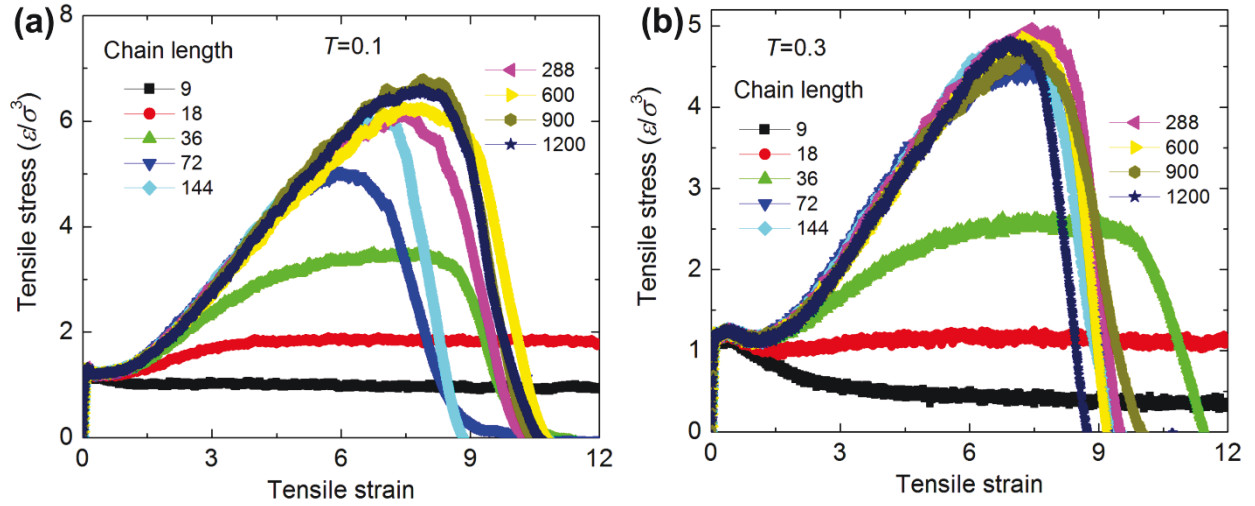 (a)
Chain length
T=0.1
9
18
36
72
144
288
600
900
1200
Tensile stress (ε/σ³)
8
6
4
2
0
0 3 6 9 12
Tensile strain
(b)
T=0.3
Chain length
9
18
36
72
144
288
600
900
1200
Tensile stress (ε/σ³)
5
4
3
2
1
0
0 3 6 9 12
Tensile strain